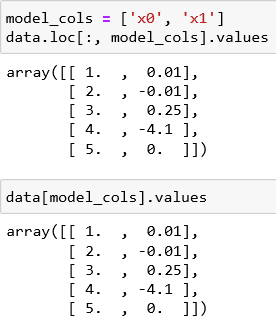 model_cols = ['x0', 'x1']
data.loc[:, model_cols].values
array([[ 1.  ,  0.01],
       [ 2.  , -0.01],
       [ 3.  ,  0.25],
       [ 4.  , -4.1 ],
       [ 5.  ,  0.  ]])
data[model_cols].values
array([[ 1.  ,  0.01],
       [ 2.  , -0.01],
       [ 3.  ,  0.25],
       [ 4.  , -4.1 ],
       [ 5.  ,  0.  ]])